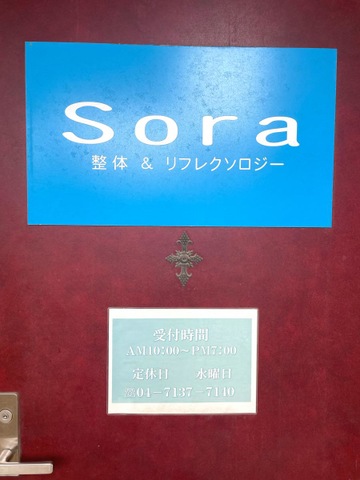 Sora
整体 & リフレクソロジー
受付時間
AM10:00～PM7:00
定休日 水曜日
☎04－7137－7140